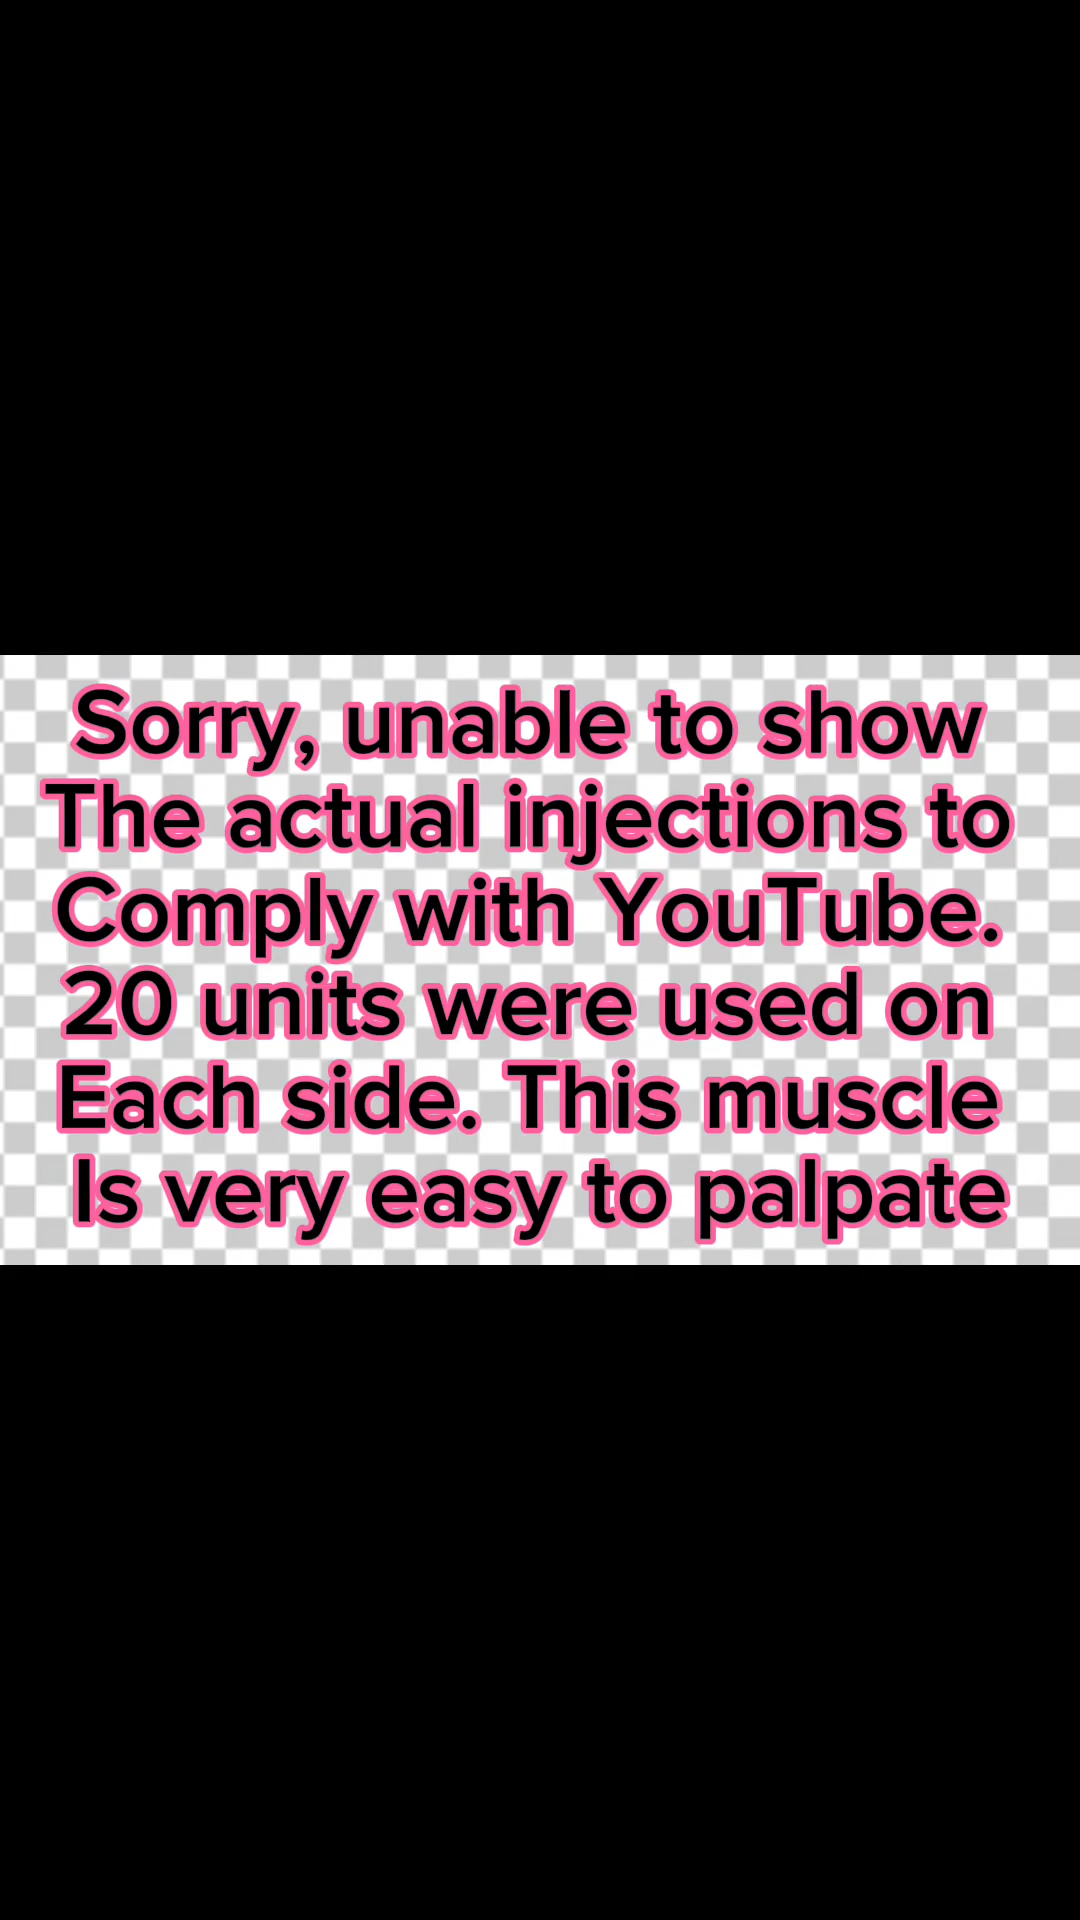 Sorry, unable to show
The actual injections to
Comply with YouTube.
20 units were used on
Each side. This muscle
Is very easy to palpate